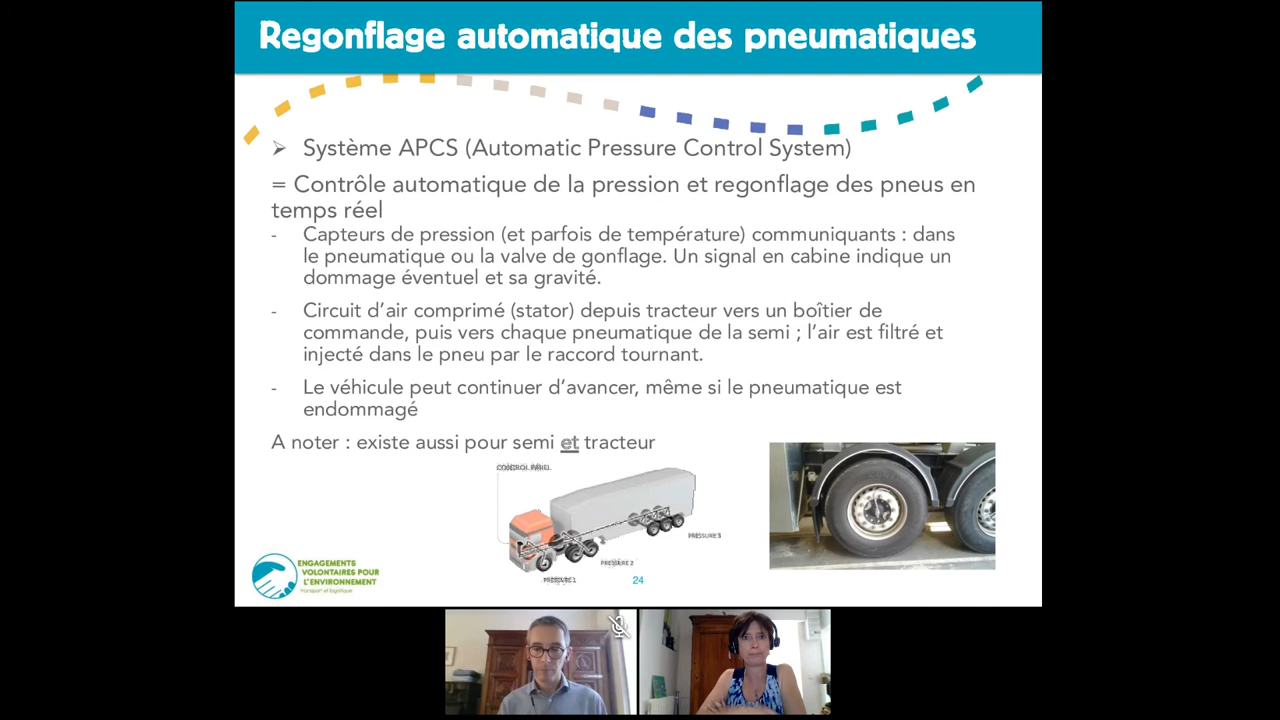 Regonflage automatique des pneumatiques
➢ Système APCS (Automatic Pressure Control System)
= Contrôle automatique de la pression et regonflage des pneus en
temps réel
- Capteurs de pression (et parfois de température) communiquants : dans
le pneumatique ou la valve de gonflage. Un signal en cabine indique un
dommage éventuel et sa gravité.
- Circuit d’air comprimé (stator) depuis tracteur vers un boîtier de
commande, puis vers chaque pneumatique de la semi ; l’air est filtré et
injecté dans le pneu par le raccord tournant.
- Le véhicule peut continuer d’avancer, même si le pneumatique est
endommagé
A noter : existe aussi pour semi et tracteur
CONTROL PANEL
PRESSURE 3
PRESSURE 2
PRESSURE 1
ENGAGEMENTS
VOLONTAIRES POUR
L'ENVIRONNEMENT
transport et logistique
24